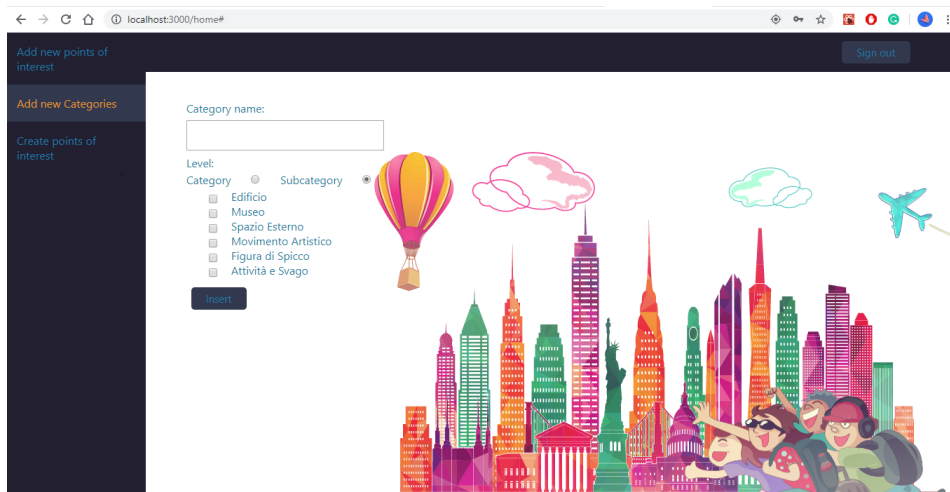 localhost:3000/home#
Add new points of
interest
Sign out
Add new Categories
Create points of
interest
Category name:
Level:
Category Subcategory
Edificio
Museo
Spazio Esterno
Movimento Artistico
Figura di Spicco
Attività e Svago
Insert